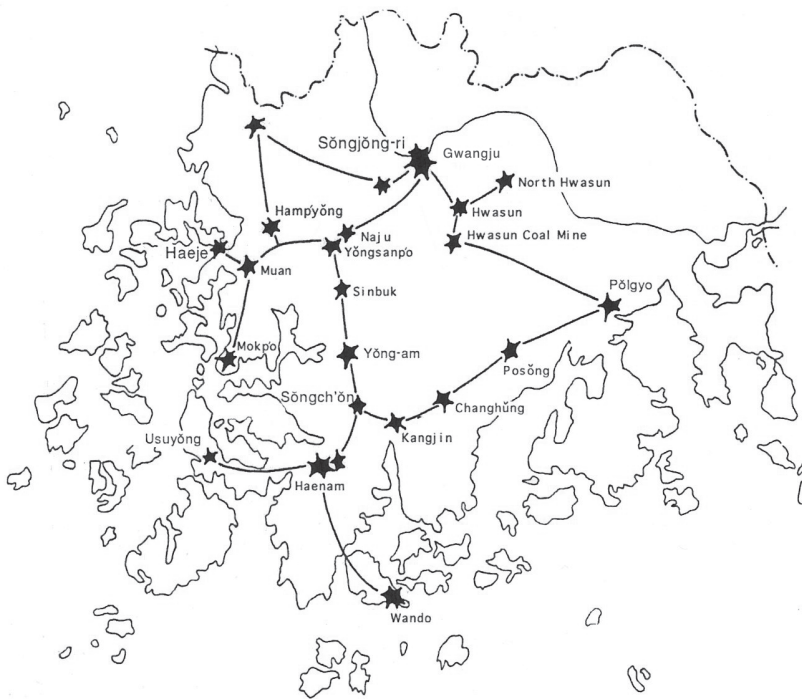 Sŏngjŏng-ri
Gwangju
North Hwasun
Hwasun
Hwasun Coal Mine
Hamp'yŏng
Naju
Yŏngsanp'o
Haeje
Muan
Sinbuk
Pŏlgyo
Mokp'o
Yŏng-am
Posŏng
Sŏngch'ŏn
Changhŭng
Kangjin
Usuyŏng
Haenam
Wando